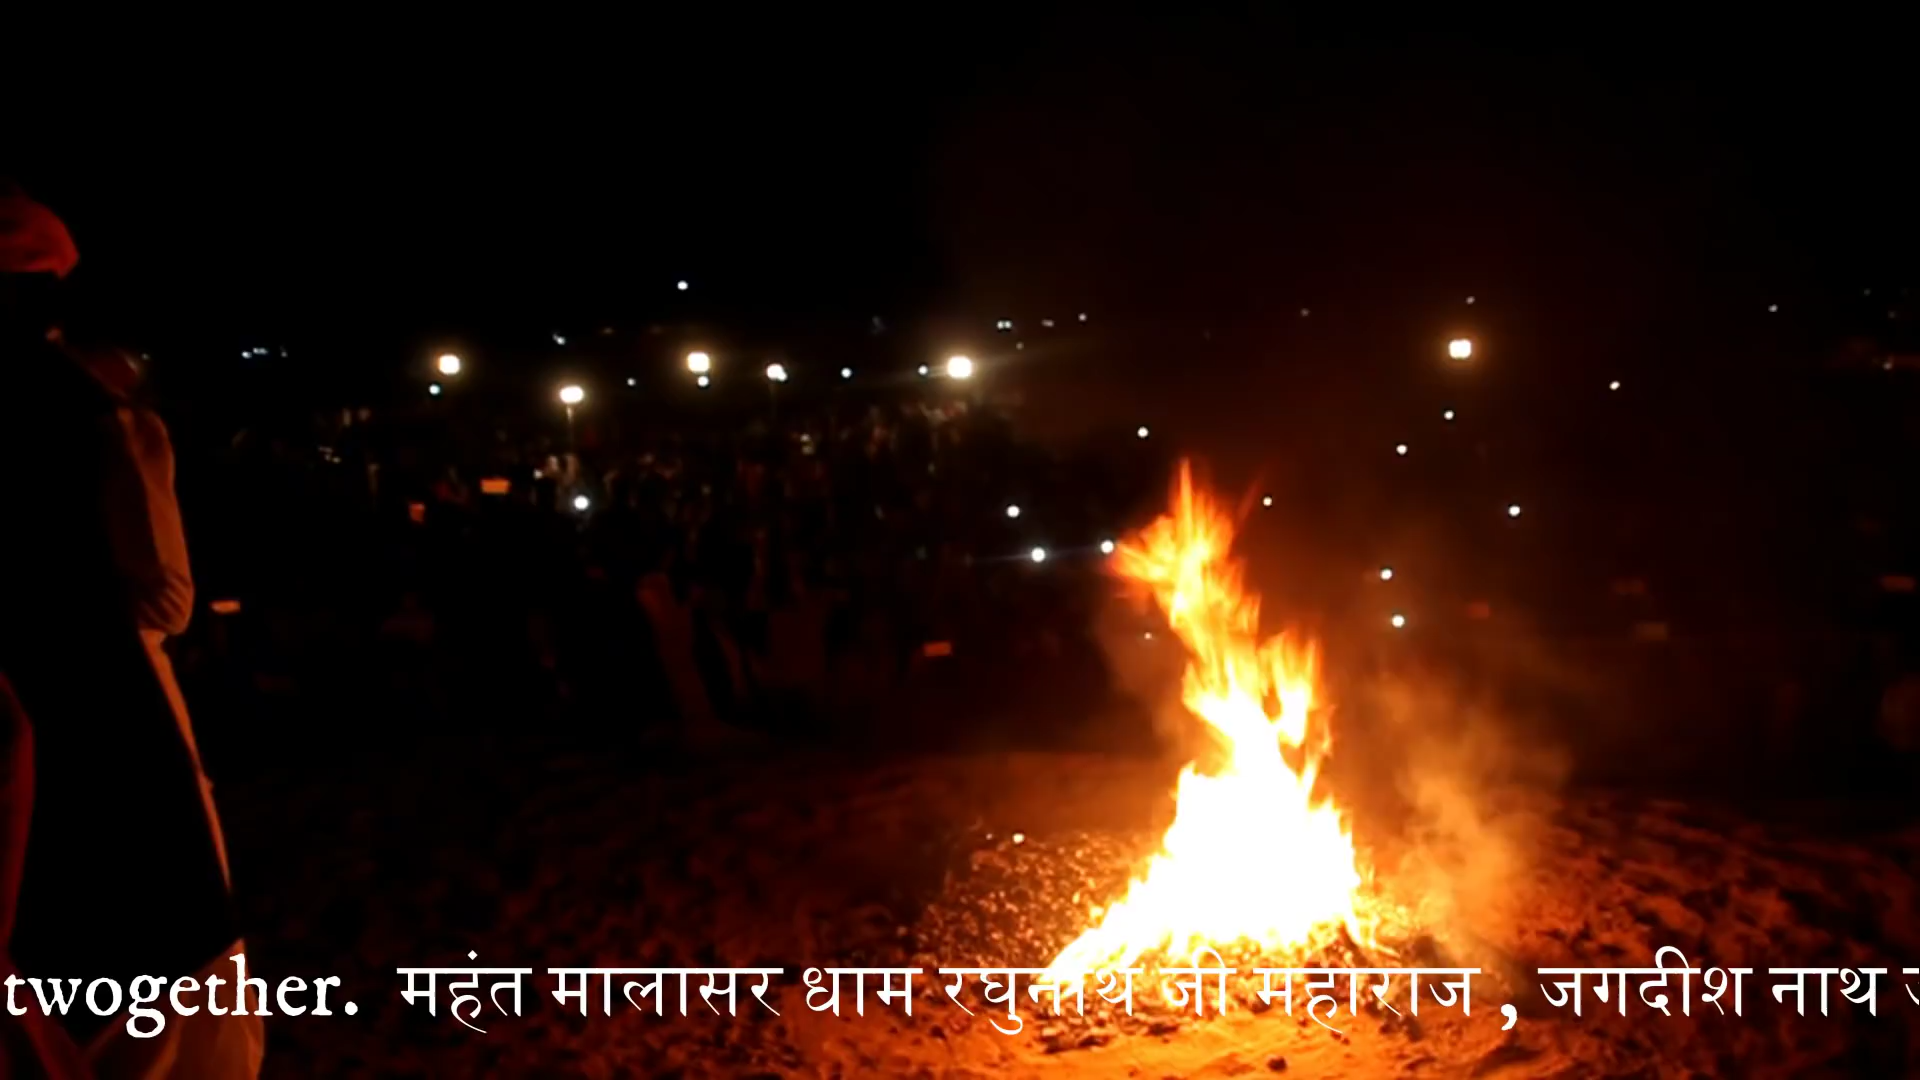 twogether. महंत मालासर धाम रघुनाथ जी महाराज , जगदीश नाथ